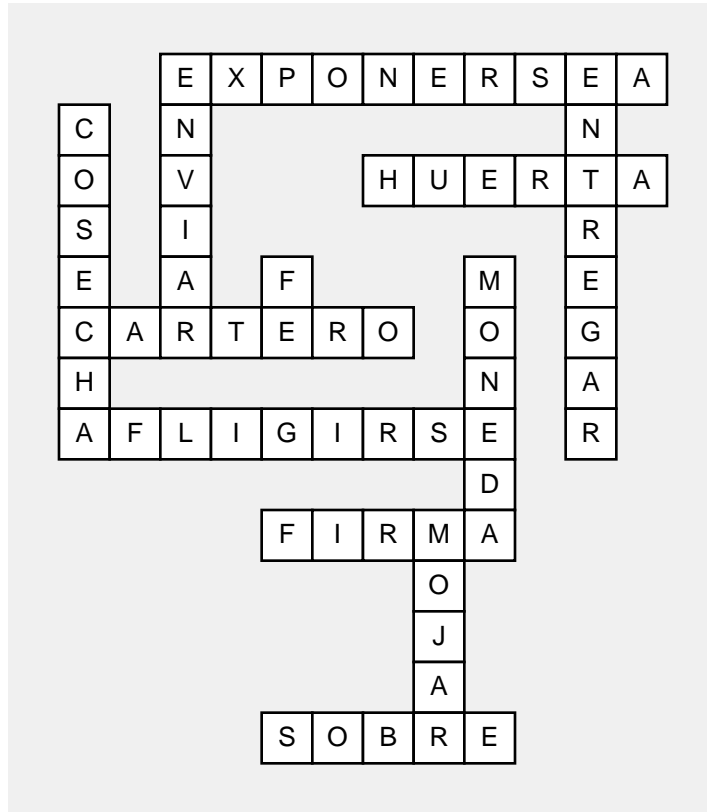 EXPONERSEA
C N N
O V HUERTA
S I R
E A F M E
CARTERO O G
H N A
AFLIGIRSE R
D
FIRMA
O
J
A
SOBRE